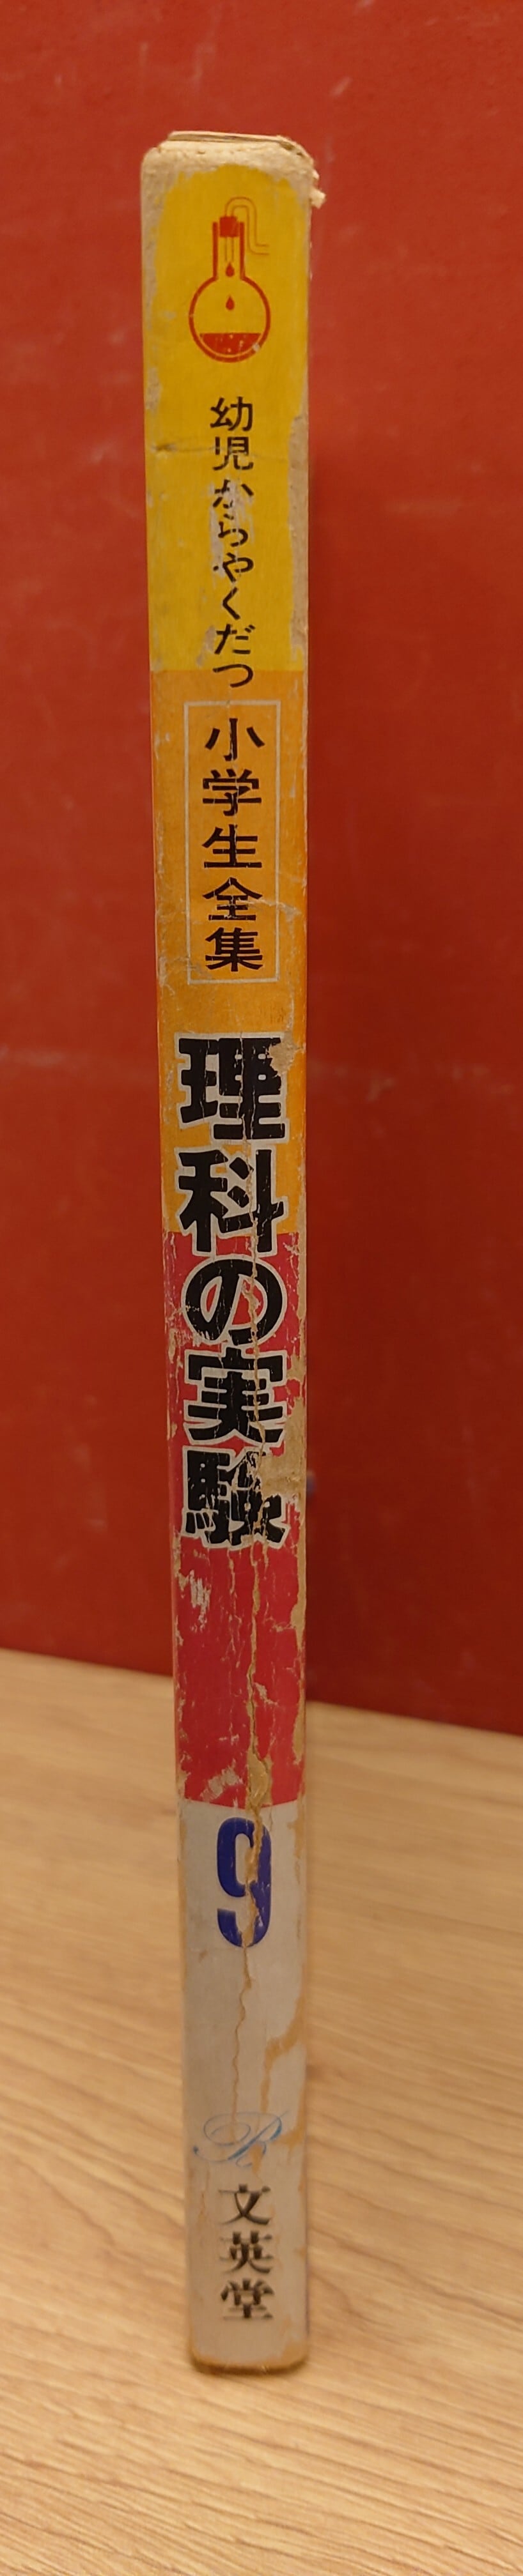 幼児からやくだつ
小学生全集
理科の実験
9
文英堂